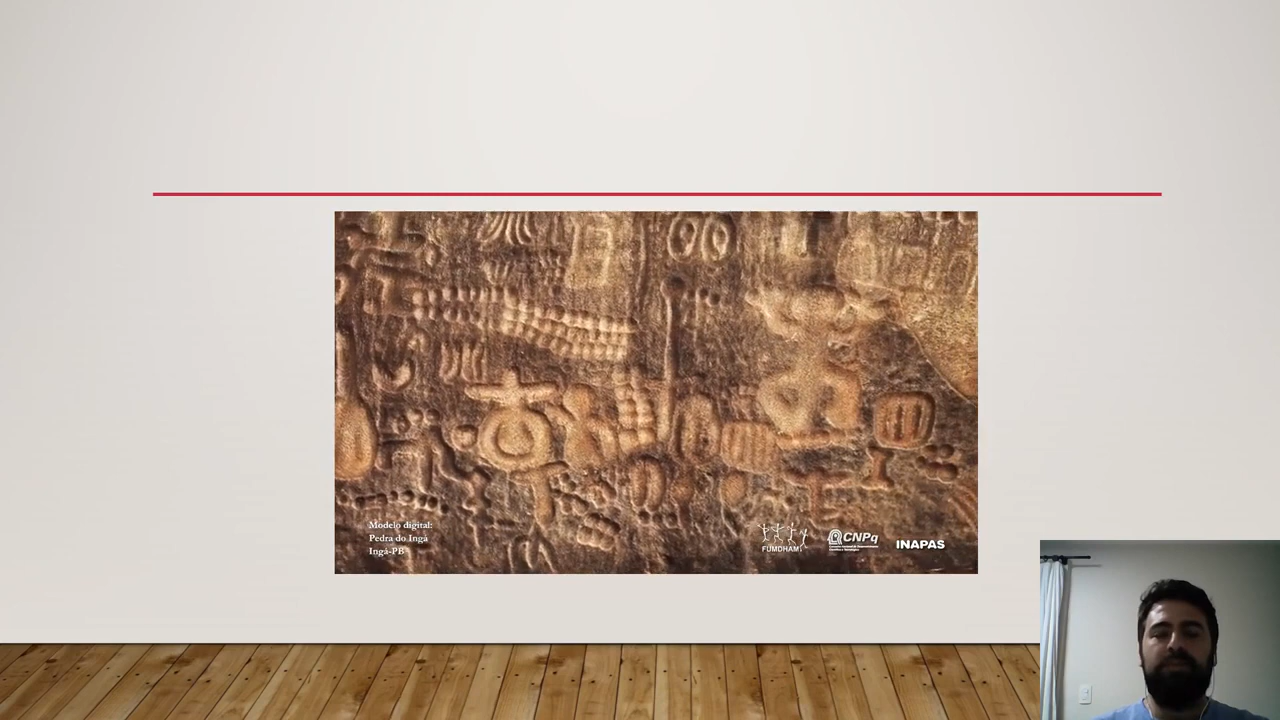 Modelo digital:
Pedra do Ingá
Ingá-PB
FUMDHAM
CNPq
INAPAS